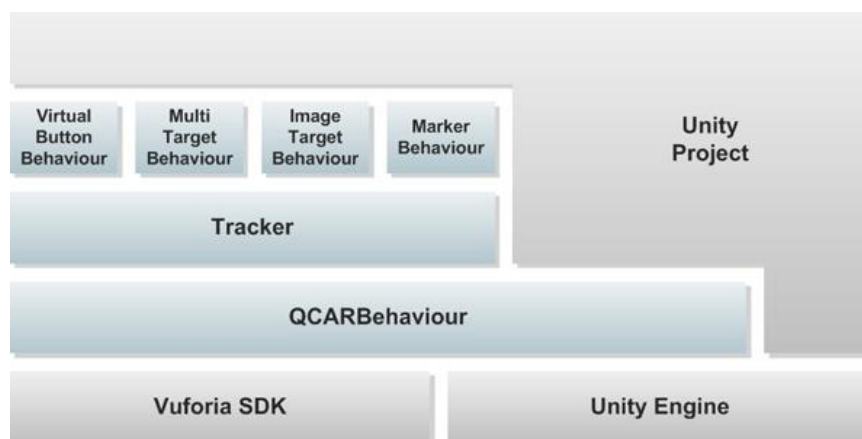 Virtual
Button
Behaviour
Multi
Target
Behaviour
Image
Target
Behaviour
Marker
Behaviour
Unity
Project
Tracker
QCARBehaviour
Vuforia SDK
Unity Engine